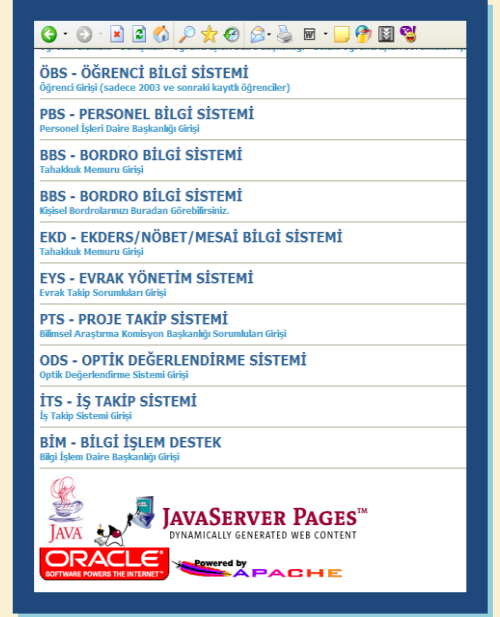 ÖBS - ÖĞRENCİ BİLGİ SİSTEMİ
Öğrenci Girişi (sadece 2003 ve sonraki kayıtlı öğrenciler)
PBS - PERSONEL BİLGİ SİSTEMİ
Personel İşleri Daire Başkanlığı Girişi
BBS - BORDRO BİLGİ SİSTEMİ
Tahakkuk Memuru Girişi
BBS - BORDRO BİLGİ SİSTEMİ
Kişisel Bordrolarınızı Buradan Görebilirsiniz.
EKD - EKDERS/NÖBET/MESAİ BİLGİ SİSTEMİ
Tahakkuk Memuru Girişi
EYS - EVRAK YÖNETİM SİSTEMİ
Evrak Takip Sorumluları Girişi
PTS - PROJE TAKİP SİSTEMİ
Bilimsel Araştırma Komisyon Başkanlığı Sorumluları Girişi
ODS - OPTİK DEĞERLENDİRME SİSTEMİ
Optik Değerlendirme Sistemi Girişi
İTS - İŞ TAKİP SİSTEMİ
İş Takip Sistemi Girişi
BİM - BİLGİ İŞLEM DESTEK
Bilgi İşlem Daire Başkanlığı Girişi
JAVA
JAVASERVER PAGES™
DYNAMICALLY GENERATED WEB CONTENT
ORACLE®
SOFTWARE POWERS THE INTERNET™
Powered by
APACHE